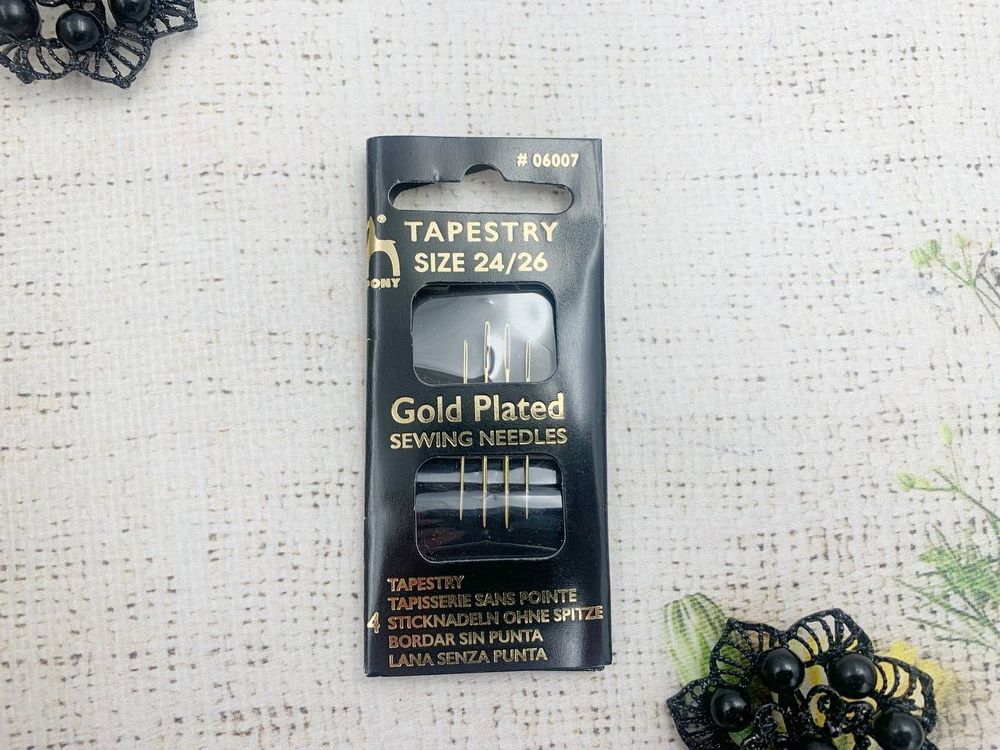 # 06007
®
TAPESTRY
SIZE 24/26
PONY
Gold Plated
SEWING NEEDLES
TAPESTRY
TAPISSERIE SANS POINTE
4 STICKNADELN OHNE SPITZE
BORDAR SIN PUNTA
LANA SENZA PUNTA